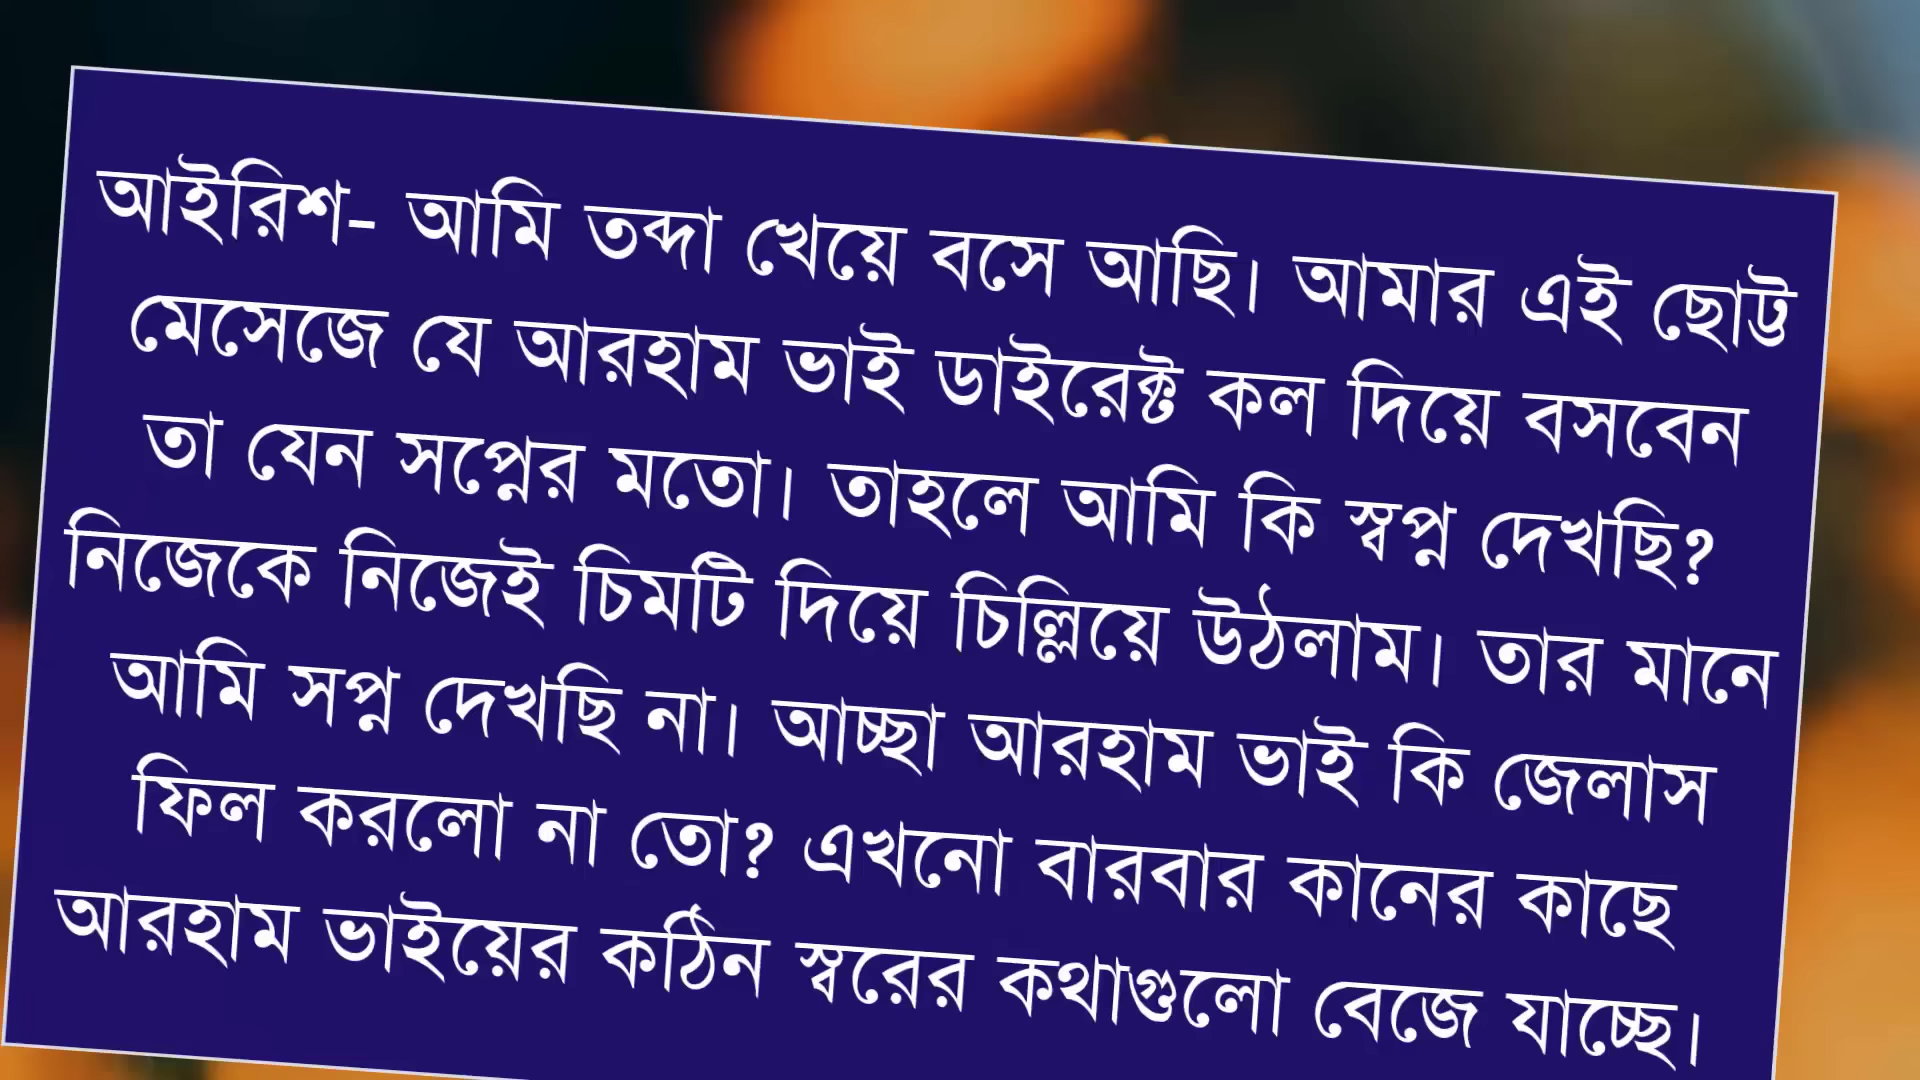 আইরিশ- আমি তব্দা খেয়ে বসে আছি। আমার এই ছোট্ট
মেসেজে যে আরহাম ভাই ডাইরেক্ট কল দিয়ে বসবেন
তা যেন সপ্নের মতো। তাহলে আমি কি স্বপ্ন দেখছি?
নিজেকে নিজেই চিমটি দিয়ে চিল্লিয়ে উঠলাম। তার মানে
আমি সপ্ন দেখছি না। আচ্ছা আরহাম ভাই কি জেলাস
ফিল করলো না তো? এখনো বারবার কানের কাছে
আরহাম ভাইয়ের কঠিন স্বরের কথাগুলো বেজে যাচ্ছে।